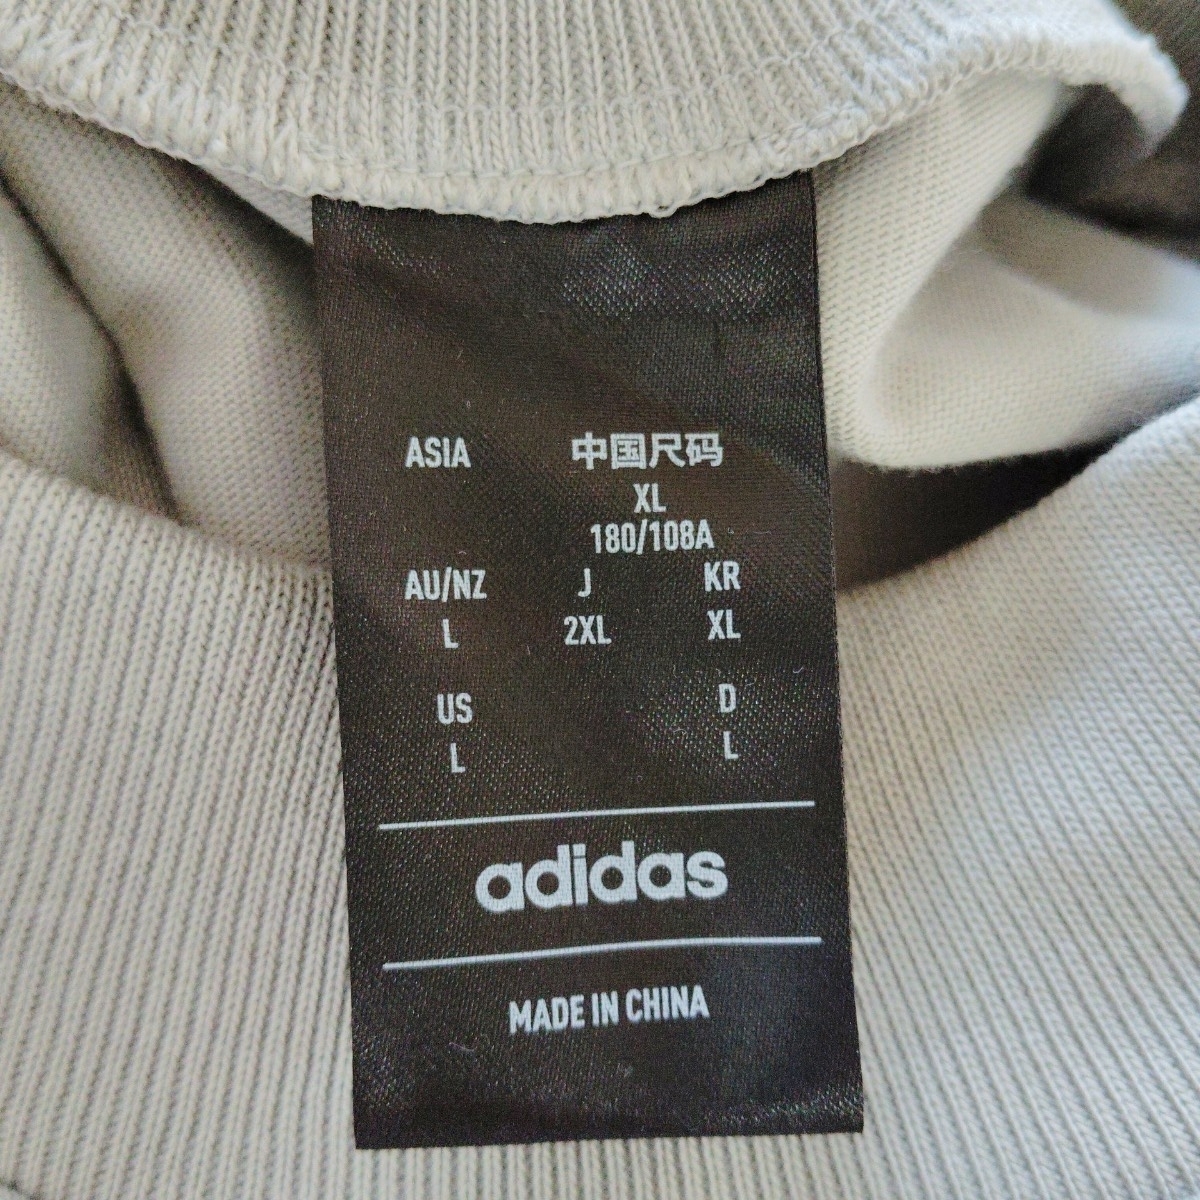 ASIA 中国尺码
XL
180/108A
AU/NZ J KR
L 2XL XL
US D
L L
adidas
MADE IN CHINA